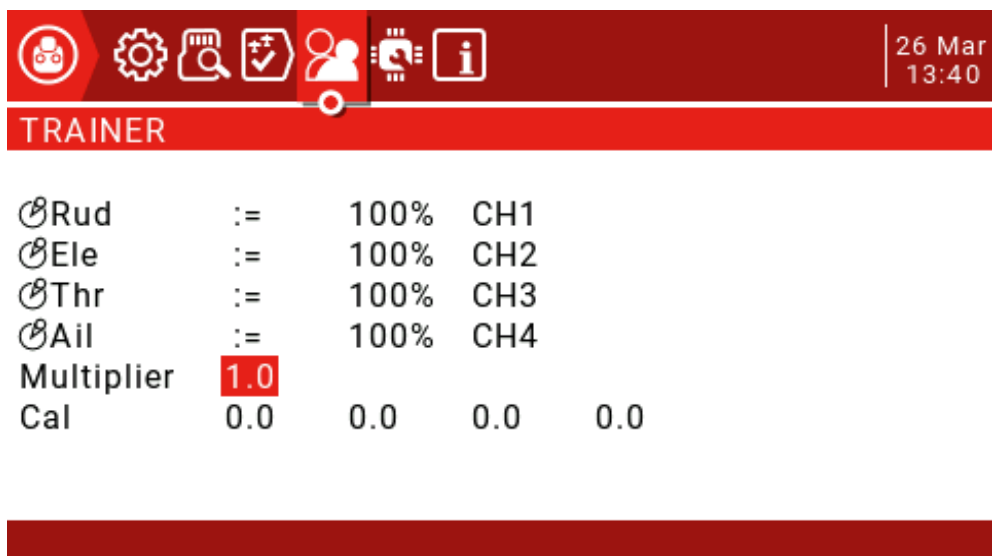 26 Mar
13:40
TRAINER
Rud := 100% CH1
Ele := 100% CH2
Thr := 100% CH3
Ail := 100% CH4
Multiplier 1.0
Cal 0.0 0.0 0.0 0.0